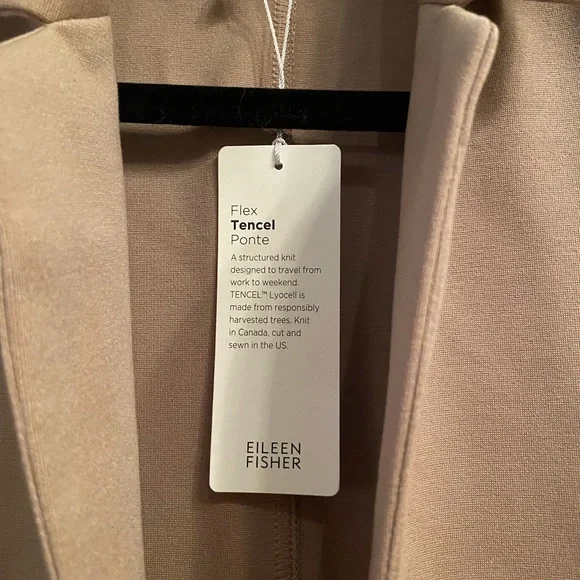 Flex
Tencel
Ponte
A structured knit
designed to travel from
work to weekend.
TENCEL™ Lyocell is
made from responsibly
harvested trees. Knit
in Canada, cut and
sewn in the US.
EILEEN
FISHER